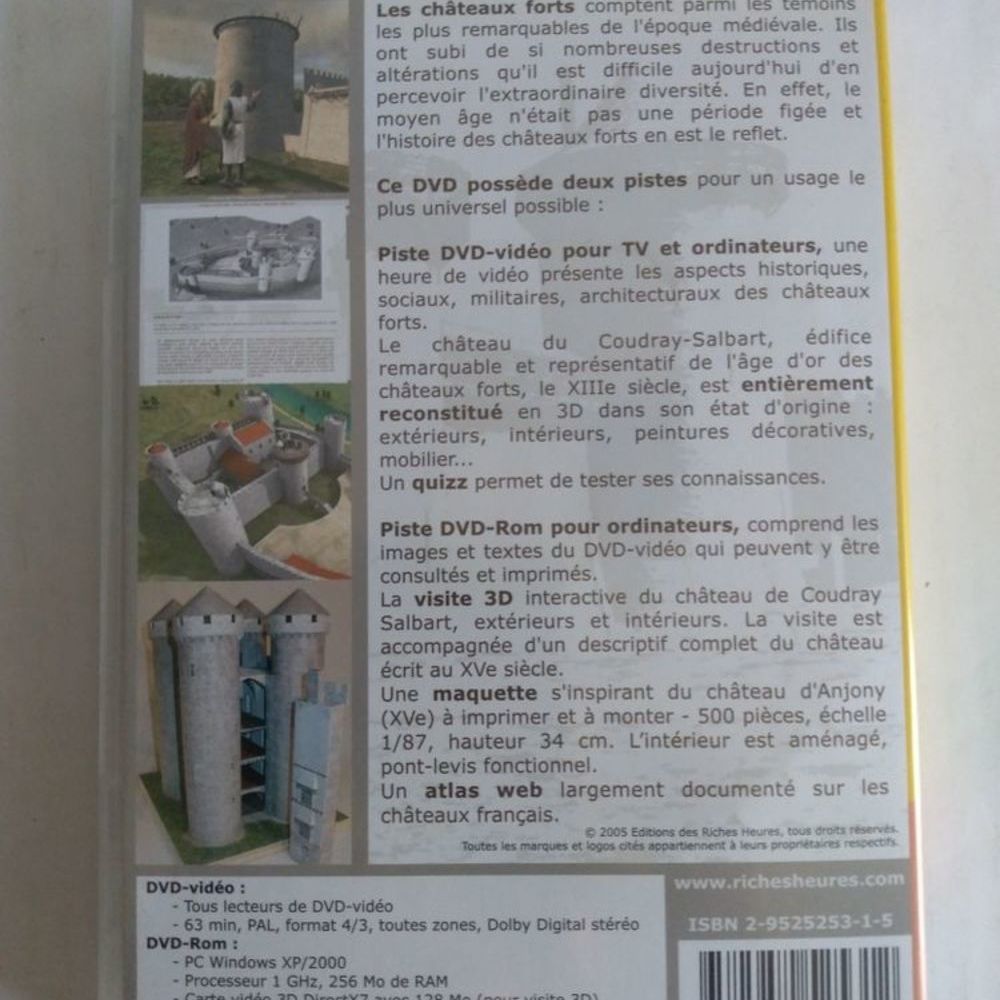 Les châteaux forts comptent parmi les témoins
les plus remarquables de l'époque médiévale. Ils
ont subi de si nombreuses destructions et
altérations qu'il est difficile aujourd'hui d'en
percevoir l'extraordinaire diversité. En effet, le
moyen âge n'était pas une période figée et
l'histoire des châteaux forts en est le reflet.
Ce DVD possède deux pistes pour un usage le
plus universel possible :
Piste DVD-vidéo pour TV et ordinateurs, une
heure de vidéo présente les aspects historiques,
sociaux, militaires, architecturaux des châteaux
forts.
Le château du Coudray-Salbart, édifice
remarquable et représentatif de l'âge d'or des
châteaux forts, le XIIIe siècle, est entièrement
reconstitué en 3D dans son état d'origine :
extérieurs, intérieurs, peintures décoratives,
mobilier...
Un quizz permet de tester ses connaissances.
Piste DVD-Rom pour ordinateurs, comprend les
images et textes du DVD-vidéo qui peuvent y être
consultés et imprimés.
La visite 3D interactive du château de Coudray
Salbart, extérieurs et intérieurs. La visite est
accompagnée d'un descriptif complet du château
écrit au XVe siècle.
Une maquette s'inspirant du château d'Anjony
(XVe) à imprimer et à monter - 500 pièces, échelle
1/87, hauteur 34 cm. L'intérieur est aménagé,
pont-levis fonctionnel.
Un atlas web largement documenté sur les
châteaux français.
© 2005 Editions des Riches Heures, tous droits réservés.
Toutes les marques et logos cités appartiennent à leurs propriétaires respectifs.
DVD-vidéo :
- Tous lecteurs de DVD-vidéo
- 63 min, PAL, format 4/3, toutes zones, Dolby Digital stéréo
DVD-Rom :
- PC Windows XP/2000
- Processeur 1 GHz, 256 Mo de RAM
- Carte vidéo 3D DirectX7 avec 128 Mo (pour visite 3D)
www.richesheures.com
ISBN 2-9525253-1-5